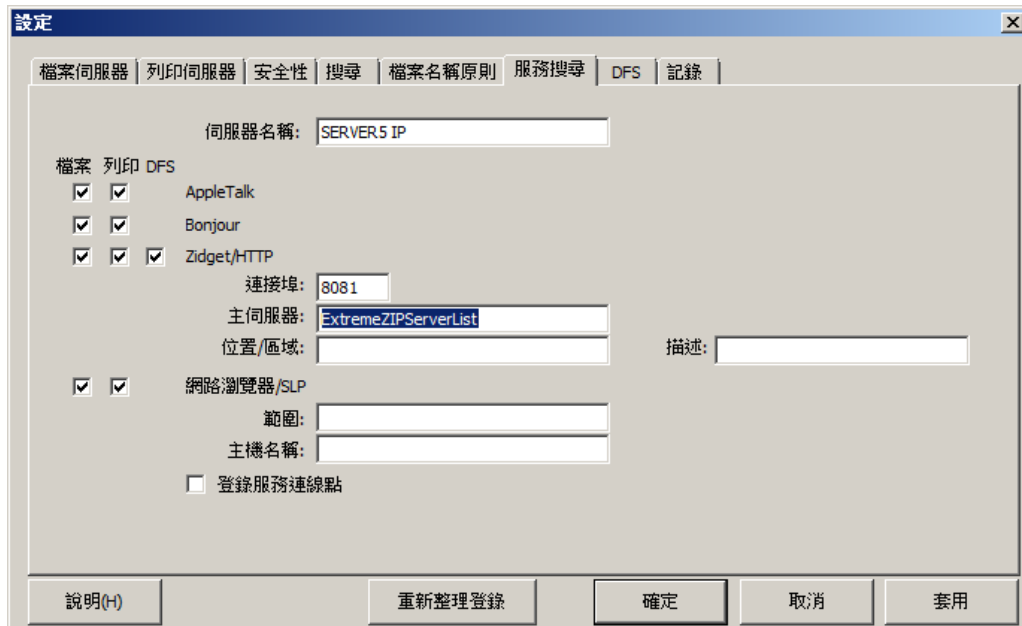 設定
檔案伺服器 列印伺服器 安全性 搜尋 檔案名稱原則 服務搜尋 DFS 記錄
伺服器名稱: SERVER5 IP
檔案 列印 DFS
AppleTalk
Bonjour
Zidget/HTTP
連接埠: 8081
主伺服器: ExtremeZIPServerList
位置/區域: 描述:
網路瀏覽器/SLP
範圍:
主機名稱:
登錄服務連線點
說明(H) 重新整理登錄 確定 取消 套用